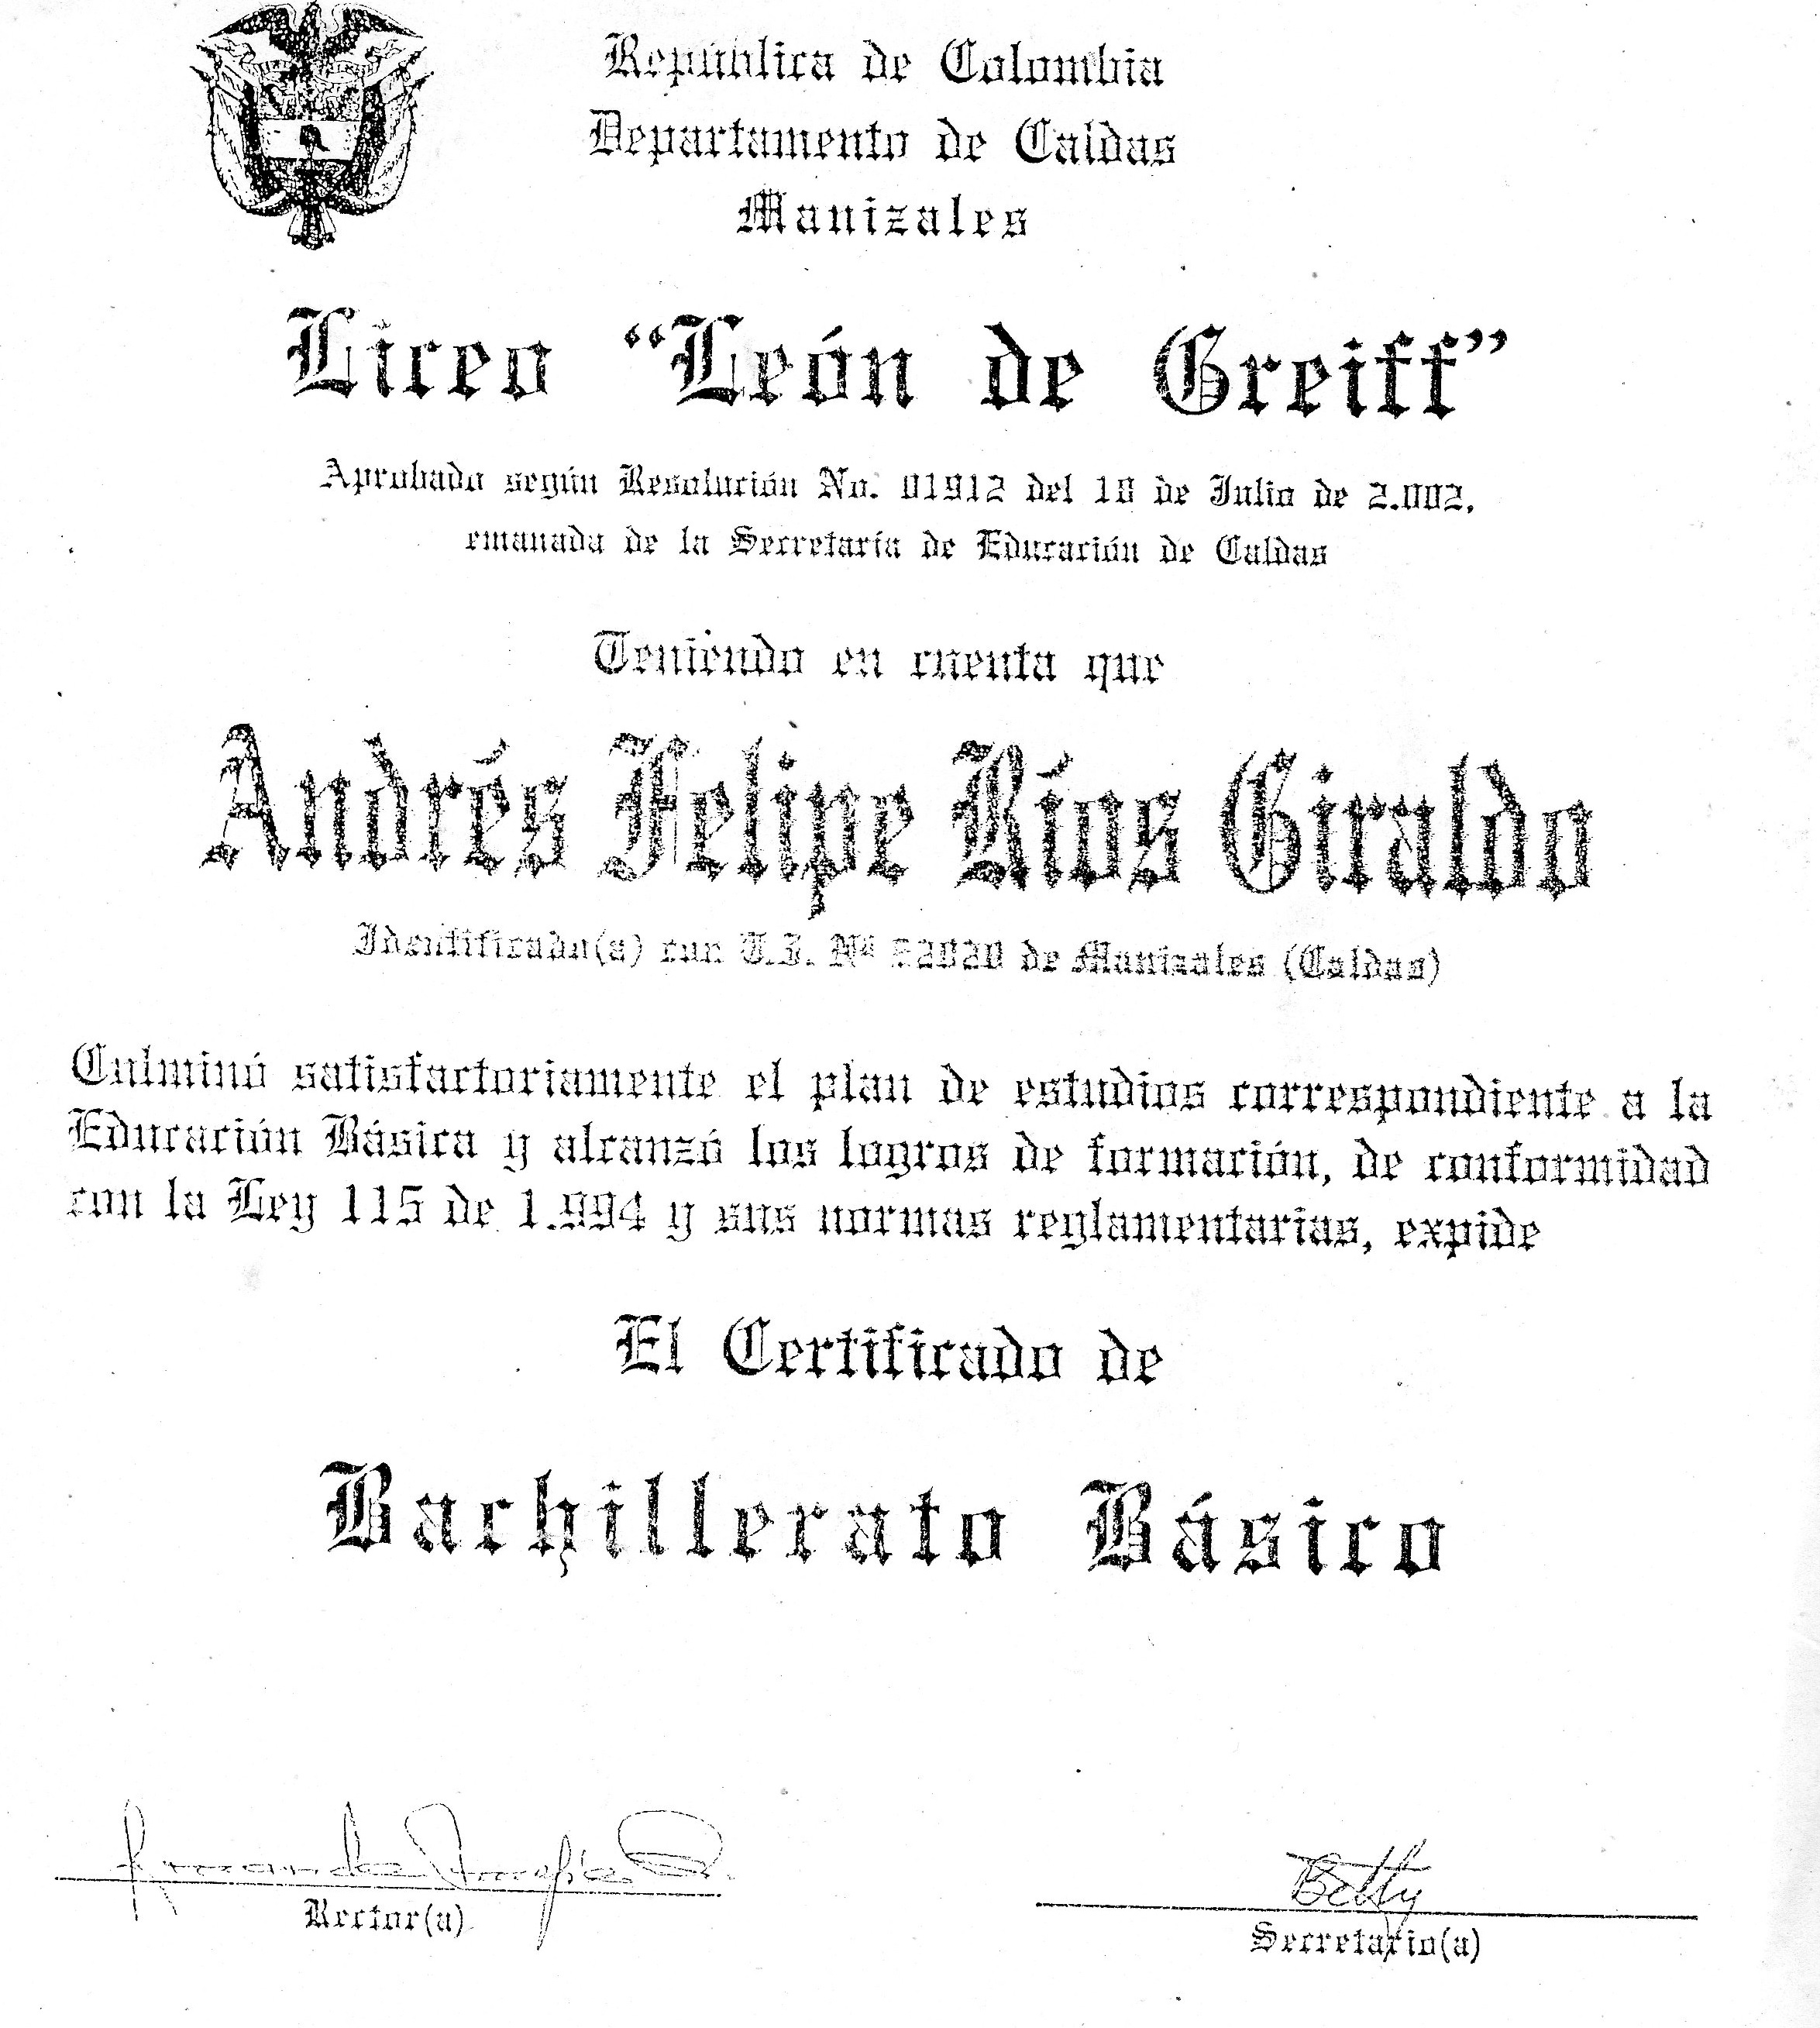 República de Colombia
Departamento de Caldas
Manizales
Liceo “León de Greiff”
Aprobado según Resolución No. 01912 del 18 de Julio de 2.002,
emanada de la Secretaría de Educación de Caldas
Teniendo en cuenta que
Andrés Felipe Ríos Giraldo
Identificado(a) con T.I. Nº de Manizales (Caldas)
Culminó satisfactoriamente el plan de estudios correspondiente a la
Educación Básica y alcanzó los logros de formación, de conformidad
con la Ley 115 de 1.994 y sus normas reglamentarias, expide
El Certificado de
Bachillerato Básico
Betty
Rector(a)
Secretario(a)